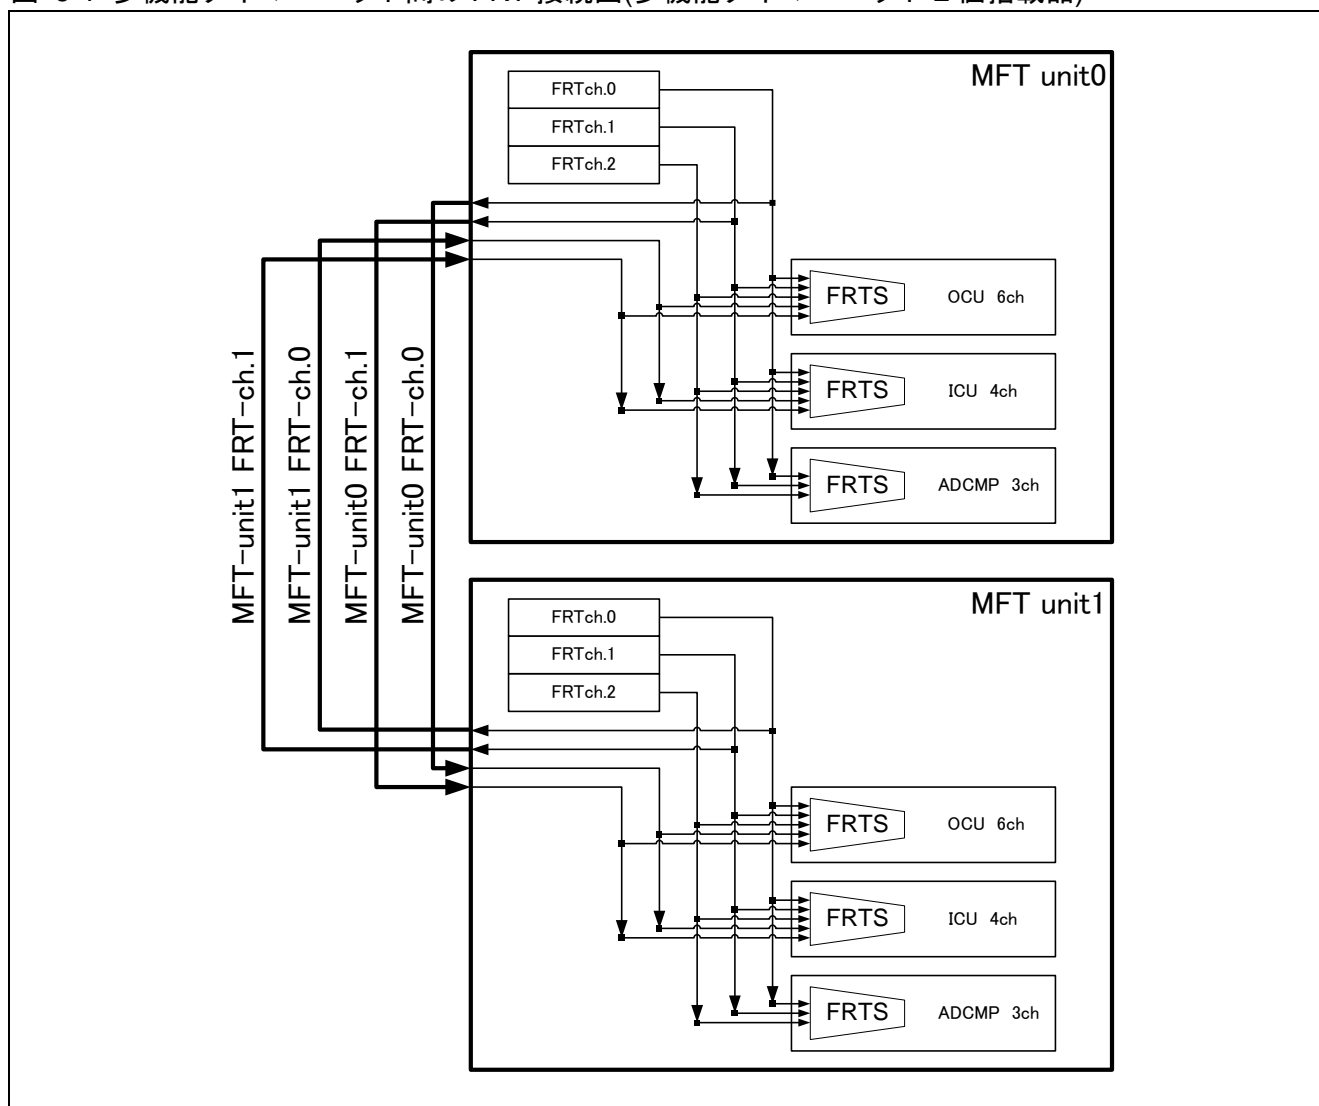 MFT unit0
FRTch.0
FRTch.1
FRTch.2
FRTS OCU 6ch
FRTS ICU 4ch
FRTS ADCMP 3ch
MFT-unit1 FRT-ch.1
MFT-unit1 FRT-ch.0
MFT-unit0 FRT-ch.1
MFT-unit0 FRT-ch.0
MFT unit1
FRTch.0
FRTch.1
FRTch.2
FRTS OCU 6ch
FRTS ICU 4ch
FRTS ADCMP 3ch